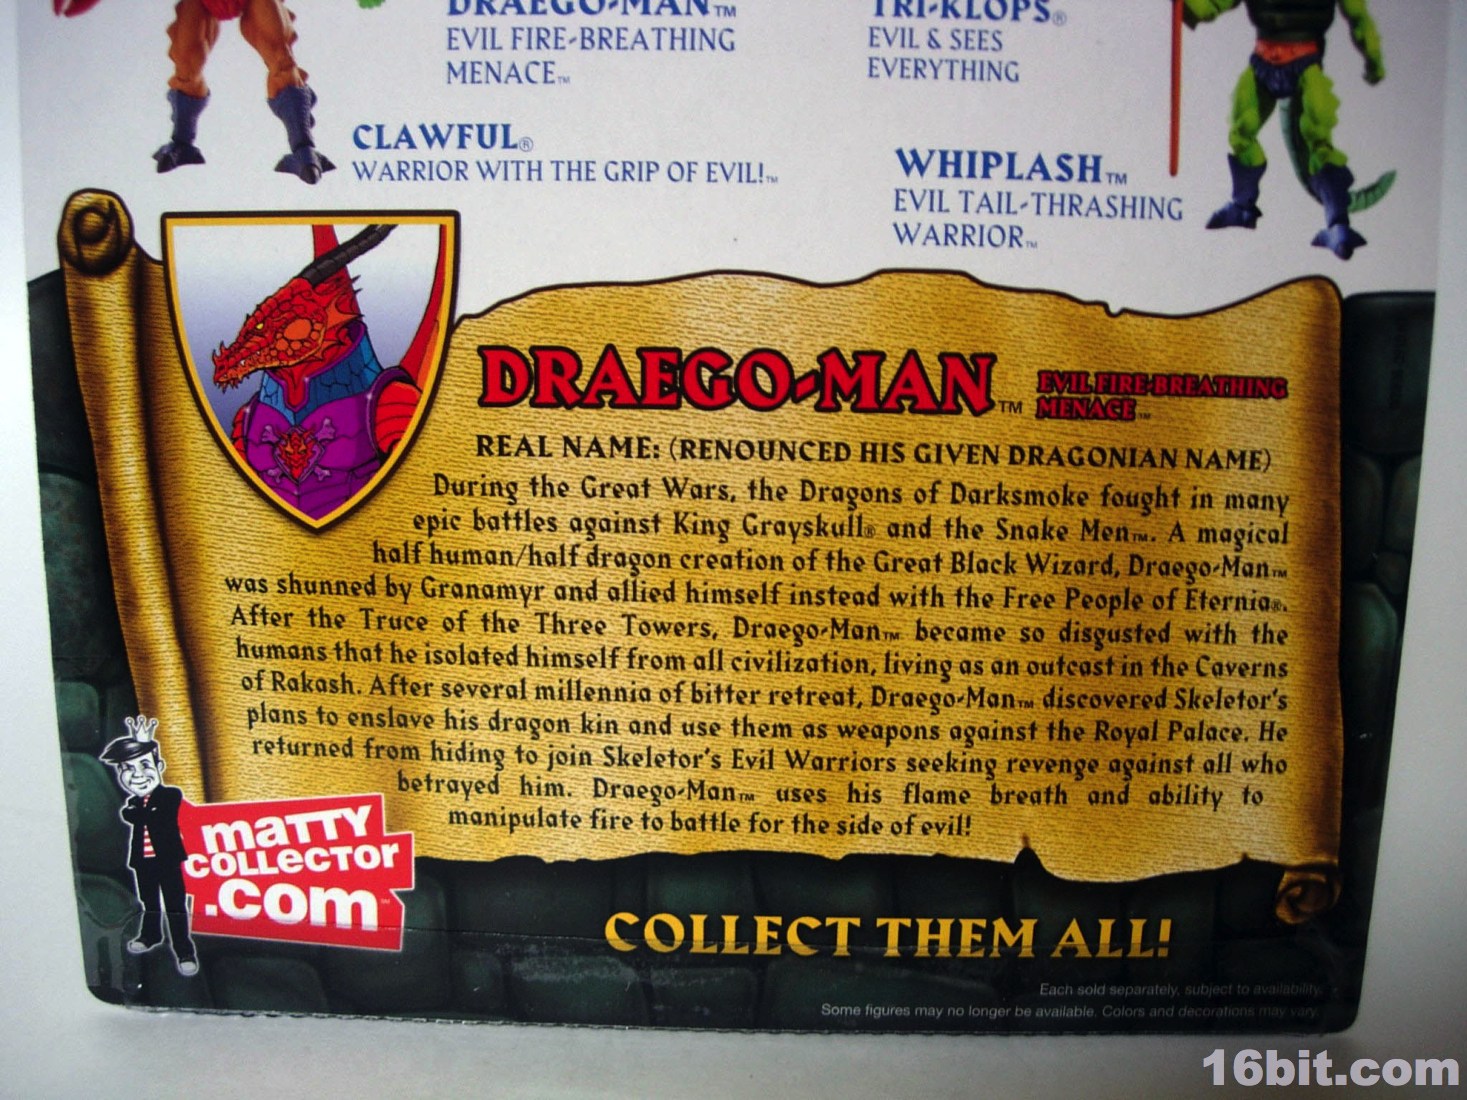 DRAEGO-MAN™
EVIL FIRE-BREATHING
MENACE™
TRI-KLOPS®
EVIL & SEES
EVERYTHING
CLAWFUL®
WARRIOR WITH THE GRIP OF EVIL!™
WHIPLASH™
EVIL TAIL-THRASHING
WARRIOR™
DRAEGO-MAN™
EVIL FIRE-BREATHING
MENACE™
REAL NAME: (RENOUNCED HIS GIVEN DRAGONIAN NAME)
During the Great Wars, the Dragons of Darksmoke fought in many
epic battles against King Grayskull® and the Snake Men™. A magical
half human/half dragon creation of the Great Black Wizard, Draego-Man™
was shunned by Granamyr and allied himself instead with the Free People of Eternia®.
After the Truce of the Three Towers, Draego-Man™ became so disgusted with the
humans that he isolated himself from all civilization, living as an outcast in the Caverns
of Rakash. After several millennia of bitter retreat, Draego-Man™ discovered Skeletor's
plans to enslave his dragon kin and use them as weapons against the Royal Palace. He
returned from hiding to join Skeletor's Evil Warriors seeking revenge against all who
betrayed him. Draego-Man™ uses his flame breath and ability to
manipulate fire to battle for the side of evil!
maTTY
COLLECTOr
.com℠
COLLECT THEM ALL!
Each sold separately, subject to availability.
Some figures may no longer be available. Colors and decorations may vary.
16bit.com